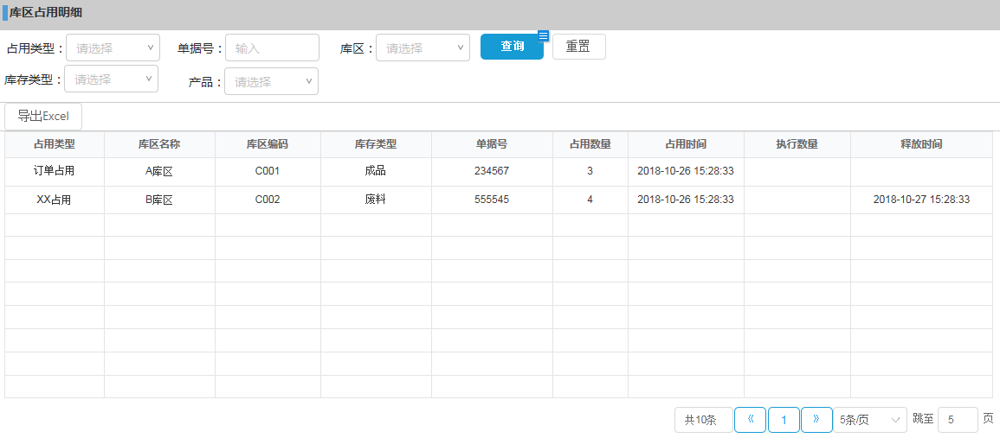 库区占用明细
占用类型： 请选择 单据号： 输入 库区： 请选择 查询 重置
库存类型： 请选择 产品： 请选择
导出Excel
占用类型 库区名称 库区编码 库存类型 单据号 占用数量 占用时间 执行数量 释放时间
订单占用 A库区 C001 成品 234567 3 2018-10-26 15:28:33
XX占用 B库区 C002 废料 555545 4 2018-10-26 15:28:33 2018-10-27 15:28:33
共10条 《 1 》 5条/页 跳至 5 页